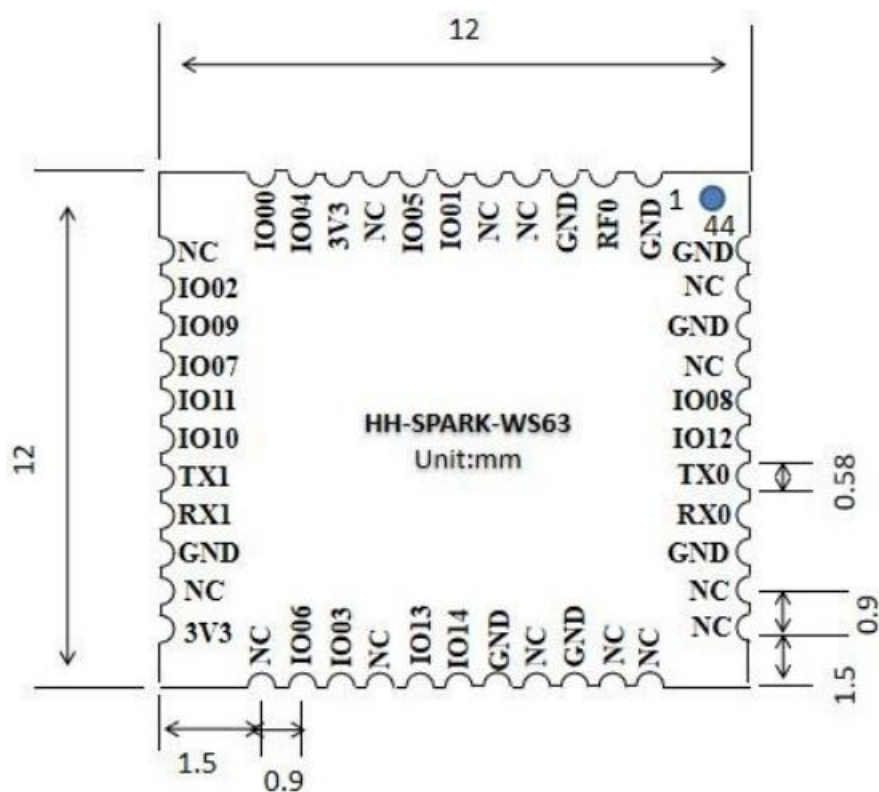 12
IO00 IO04 3V3 NC IO05 IO01 NC NC GND RF0 GND
1
44
NC
IO02
IO09
IO07
IO11
IO10
TX1
RX1
GND
NC
3V3
GND
NC
GND
NC
IO08
IO12
TX0
RX0
GND
NC
NC
HH-SPARK-WS63
Unit:mm
12
0.58
0.9
1.5
NC IO06 IO03 NC IO13 IO14 GND NC GND NC NC
1.5
0.9